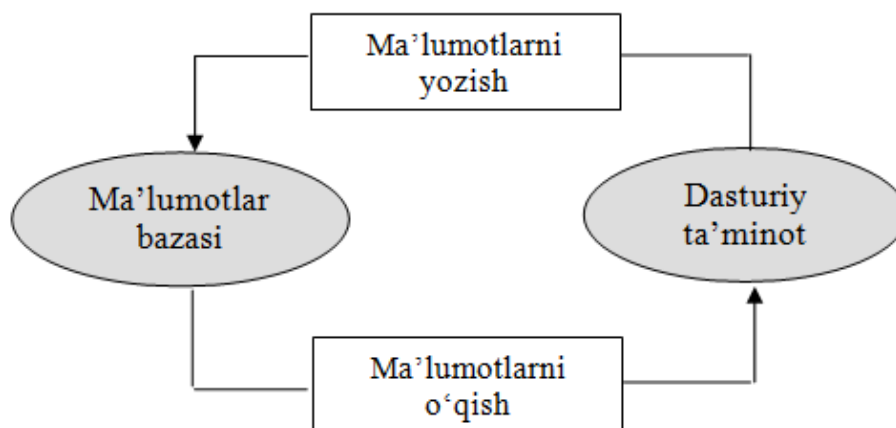 Ma’lumotlarni
yozish
Ma’lumotlar
bazasi
Dasturiy
ta’minot
Ma’lumotlarni
o‘qish